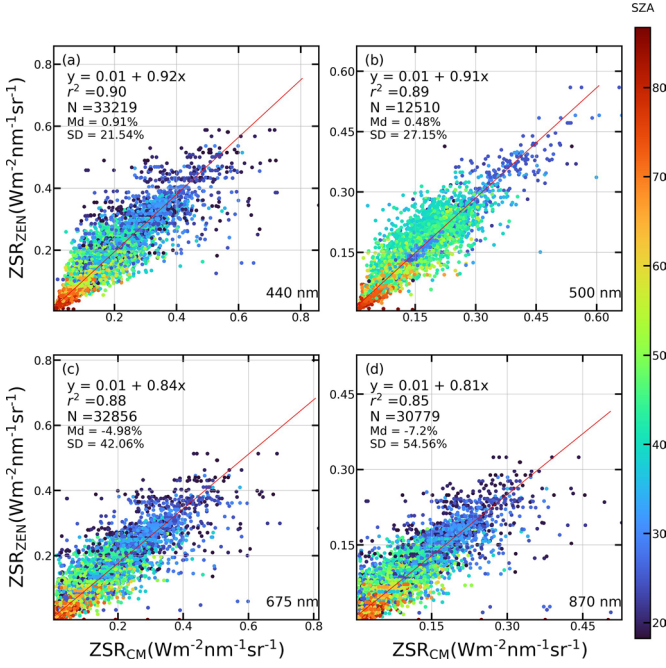 SZA
(a)
y = 0.01 + 0.92x
r² =0.90
N =33219
Md = 0.91%
SD = 21.54%
440 nm
0.8
0.6
0.4
0.2
0.2
0.4
0.6
0.8
ZSR_ZEN(Wm⁻²nm⁻¹sr⁻¹)
(b)
y = 0.01 + 0.91x
r² =0.89
N =12510
Md = 0.48%
SD = 27.15%
500 nm
0.60
0.45
0.30
0.15
0.15
0.30
0.45
0.60
(c)
y = 0.01 + 0.84x
r² =0.88
N =32856
Md = -4.98%
SD = 42.06%
675 nm
0.8
0.6
0.4
0.2
0.2
0.4
0.6
0.8
ZSR_ZEN(Wm⁻²nm⁻¹sr⁻¹)
ZSR_CM(Wm⁻²nm⁻¹sr⁻¹)
(d)
y = 0.01 + 0.81x
r² =0.85
N =30779
Md = -7.2%
SD = 54.56%
870 nm
0.45
0.30
0.15
0.15
0.30
0.45
ZSR_CM(Wm⁻²nm⁻¹sr⁻¹)
80
70
60
50
40
30
20